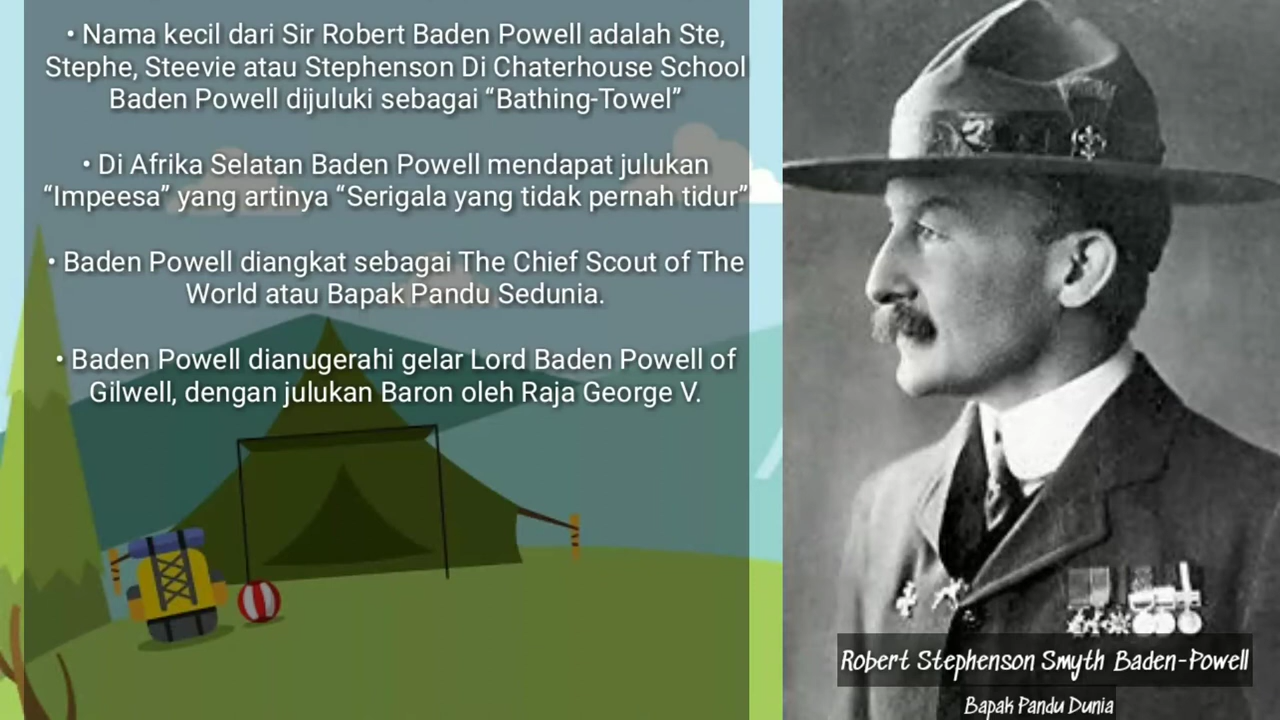 • Nama kecil dari Sir Robert Baden Powell adalah Ste,
Stephe, Steevie atau Stephenson Di Chaterhouse School
Baden Powell dijuluki sebagai “Bathing-Towel”
• Di Afrika Selatan Baden Powell mendapat julukan
“Impeesa” yang artinya “Serigala yang tidak pernah tidur”
• Baden Powell diangkat sebagai The Chief Scout of The
World atau Bapak Pandu Sedunia.
• Baden Powell dianugerahi gelar Lord Baden Powell of
Gilwell, dengan julukan Baron oleh Raja George V.
Robert Stephenson Smyth Baden-Powell
Bapak Pandu Dunia